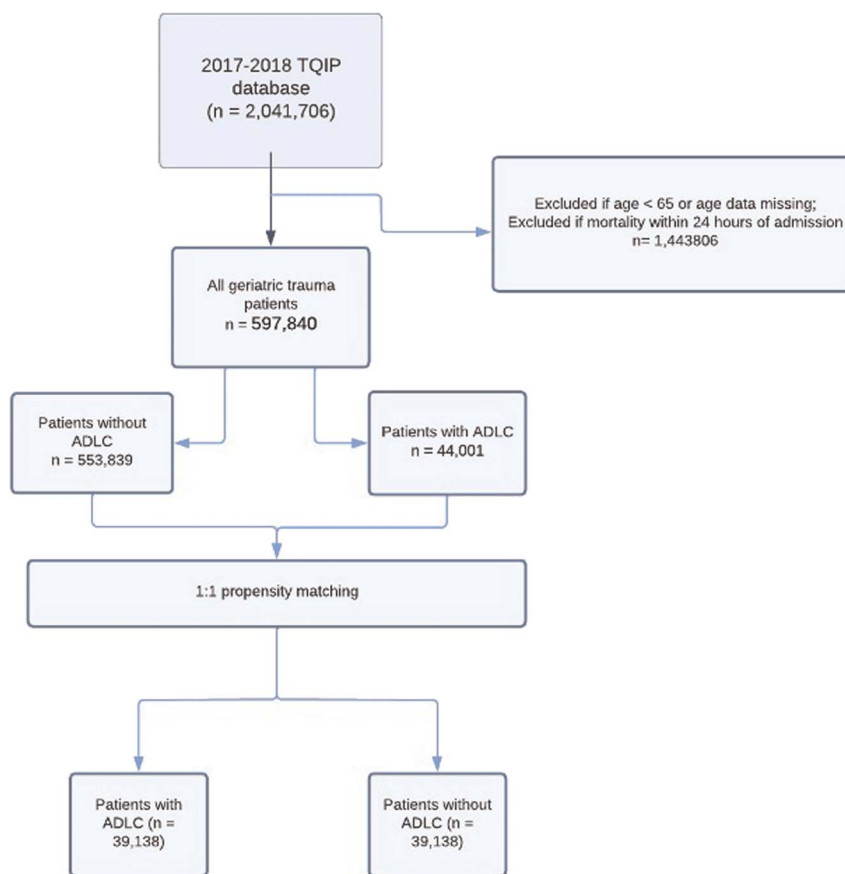 2017-2018 TQIP
database
(n = 2,041,706)
Excluded if age < 65 or age data missing;
Excluded if mortality within 24 hours of admission
n= 1,443806
All geriatric trauma
patients
n = 597,840
Patients without
ADLC
n = 553,839
Patients with ADLC
n = 44,001
1:1 propensity matching
Patients with
ADLC (n =
39,138)
Patients without
ADLC (n =
39,138)